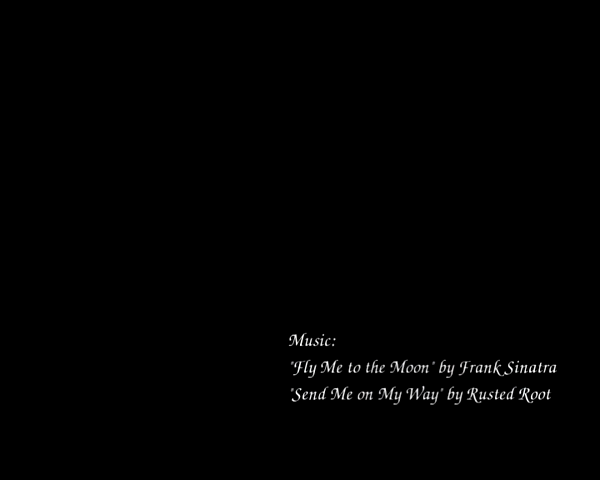 Music:
"Fly Me to the Moon" by Frank Sinatra
"Send Me on My Way" by Rusted Root